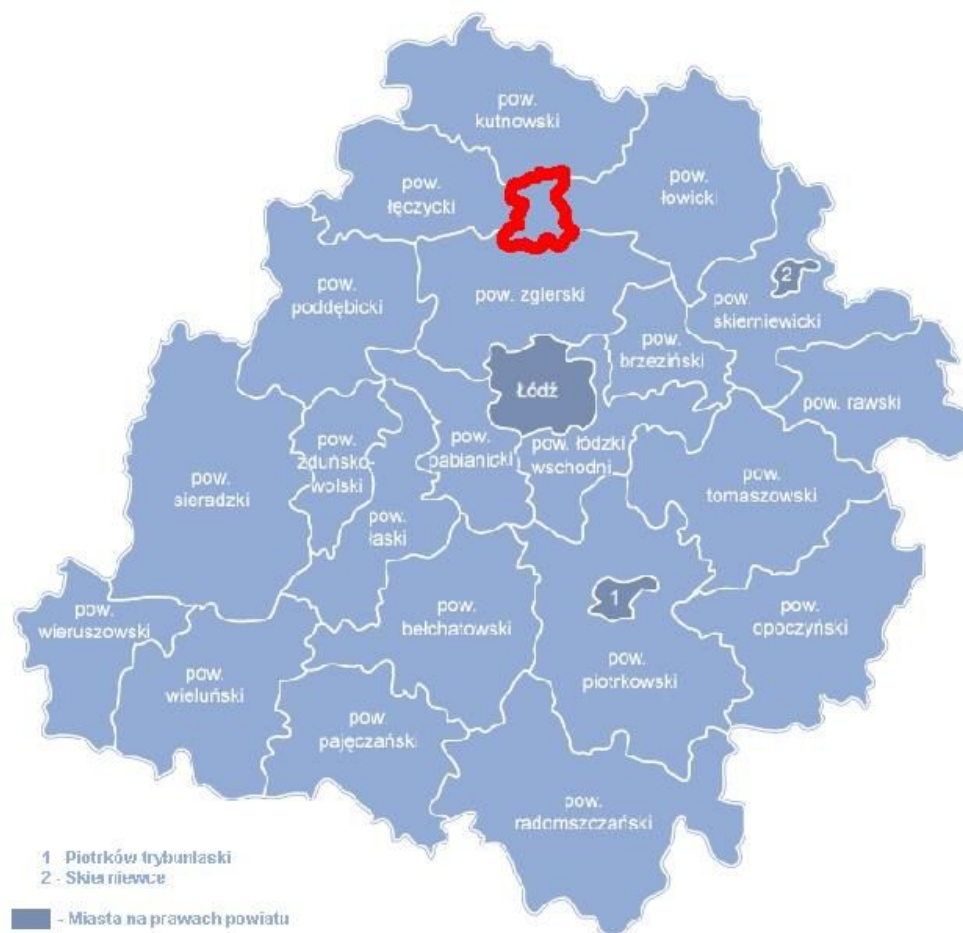 pow.
kutnowski
pow.
łęczycki
pow.
łowicki
pow.
poddębicki
pow. zgierski
2
pow.
skierniewicki
pow.
brzeziński
Łódź
pow. rawski
pow.
zduńsko-
wolski
pow.
pabianicki
pow. łódzki
wschodni
pow.
sieradzki
pow.
tomaszowski
pow.
łaski
pow.
wieruszowski
pow.
bełchatowski
1
pow.
opoczyński
pow.
wieluński
pow.
piotrkowski
pow
pajęczański
pow.
radomszczański
1 Piotrków trybunlaski
2 - Skierniewce
- Miasta na prawach powiatu